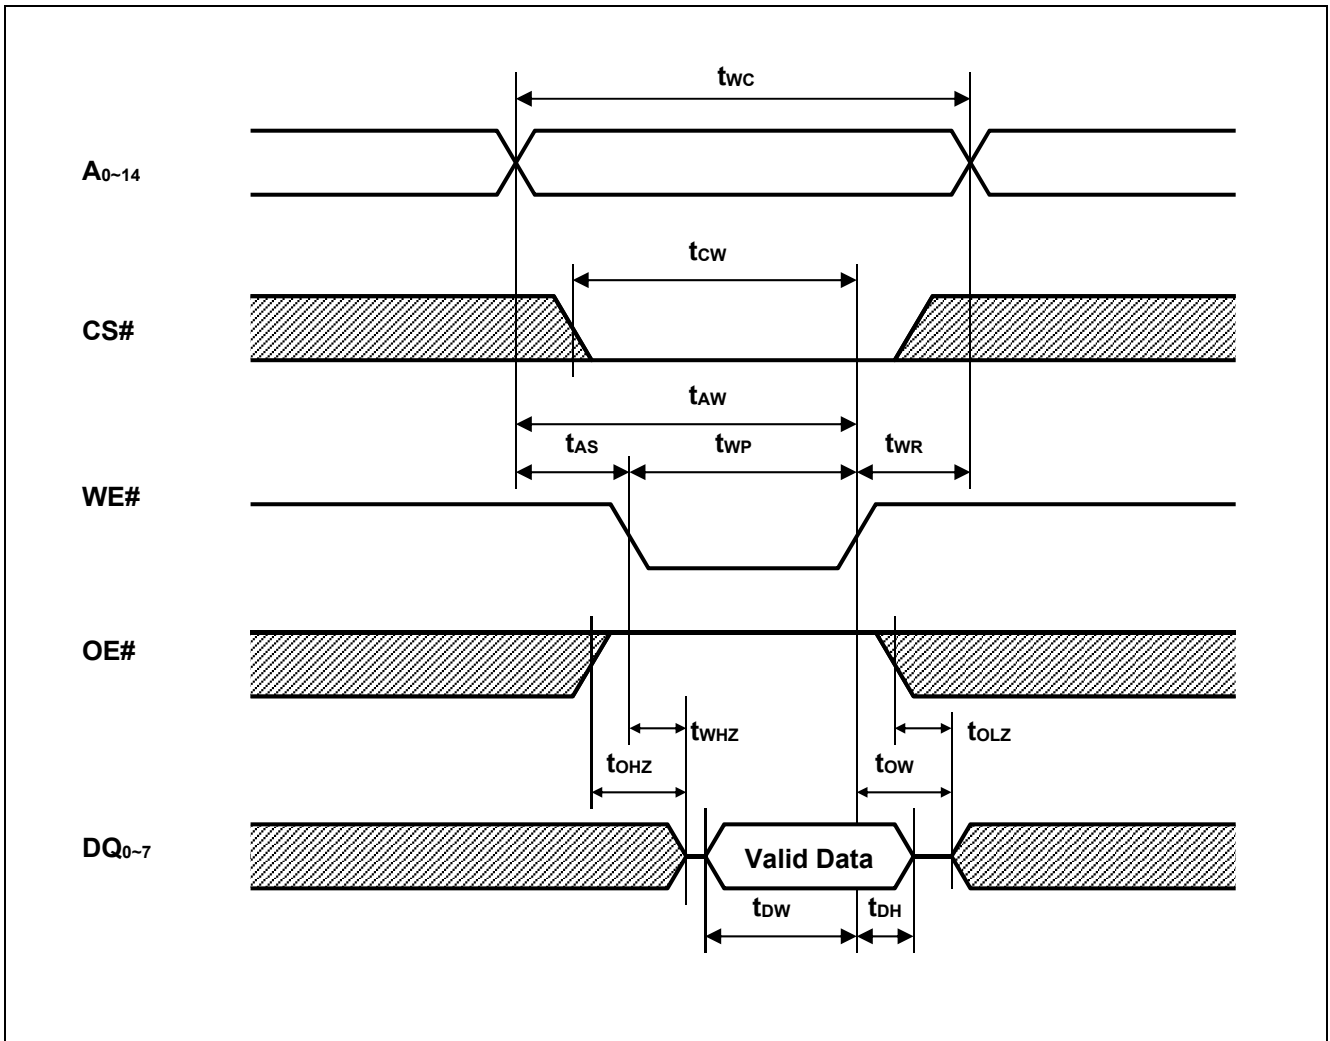 tWC
A0~14
tCW
CS#
tAW
tAS tWP tWR
WE#
OE#
tWHZ tOLZ
tOHZ tOW
DQ0~7 Valid Data
tDW tDH